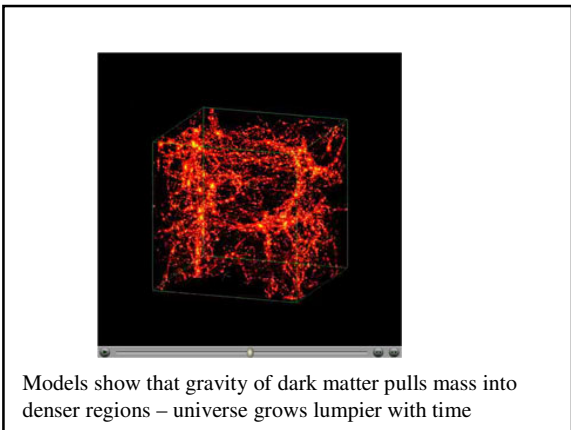 Models show that gravity of dark matter pulls mass into
denser regions – universe grows lumpier with time